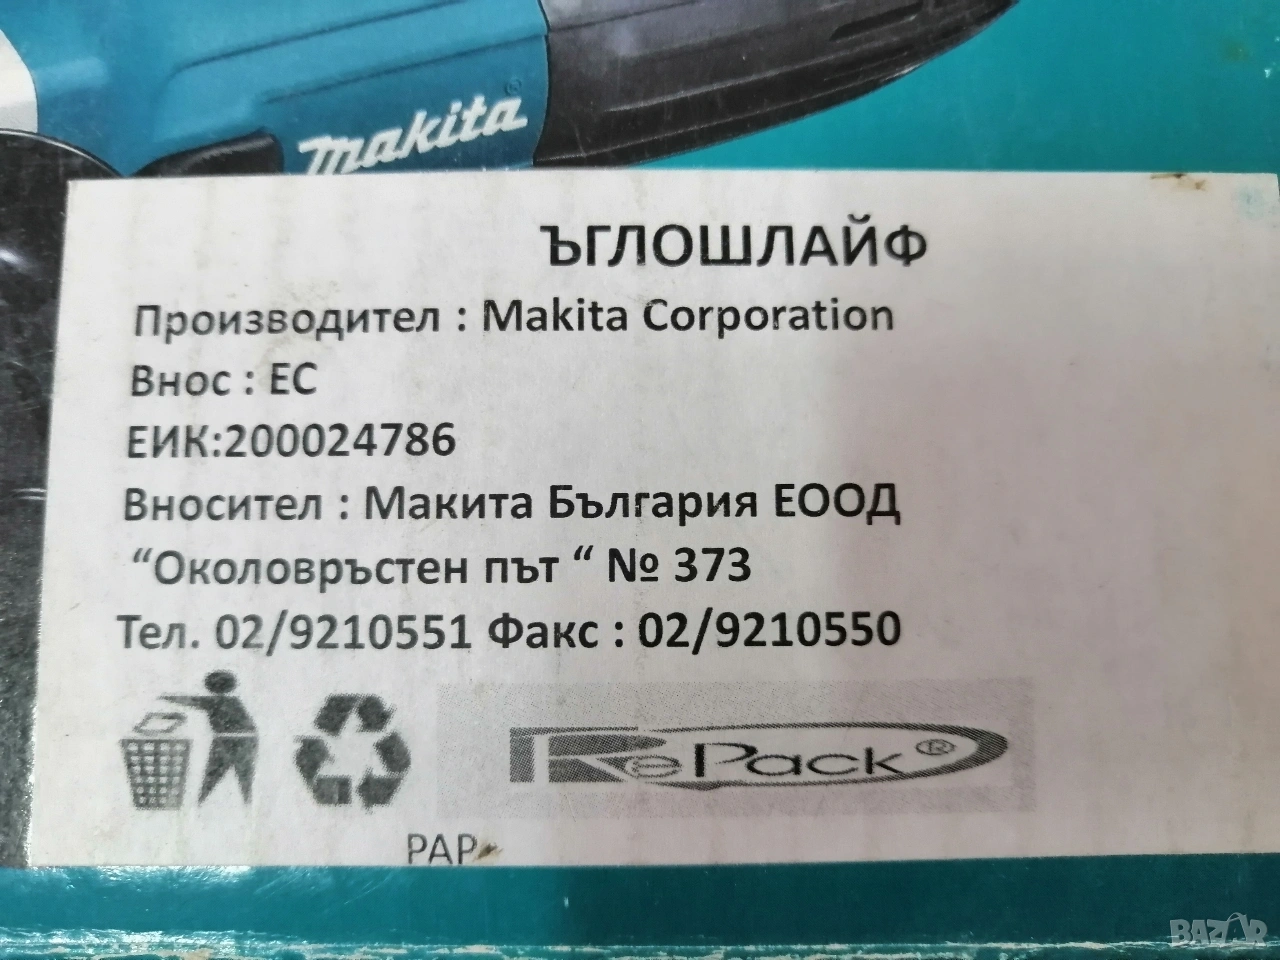 makita®
ЪГЛОШЛАЙФ
Производител : Makita Corporation
Внос : ЕС
ЕИК:200024786
Вносител : Макита България ЕООД
“Околовръстен път “ № 373
Тел. 02/9210551 Факс : 02/9210550
RePack®
PAP
BAZAR